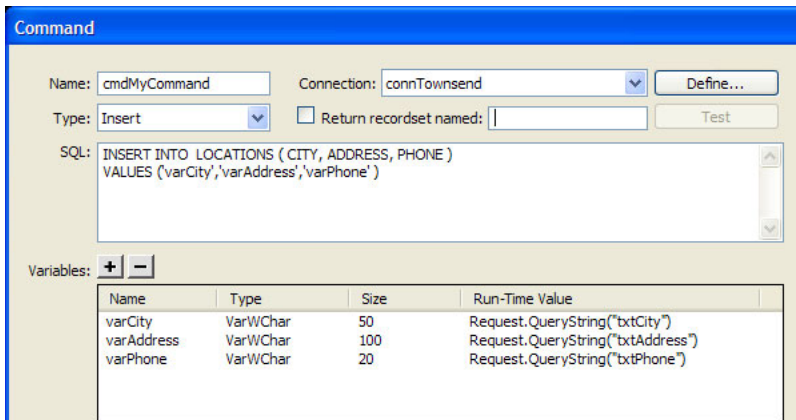 Command
Name: cmdMyCommand Connection: connTownsend Define...
Type: Insert Return recordset named: Test
SQL: INSERT INTO LOCATIONS ( CITY, ADDRESS, PHONE )
VALUES ('varCity','varAddress','varPhone' )
Variables: + −
Name Type Size Run-Time Value
varCity VarWChar 50 Request.QueryString("txtCity")
varAddress VarWChar 100 Request.QueryString("txtAddress")
varPhone VarWChar 20 Request.QueryString("txtPhone")